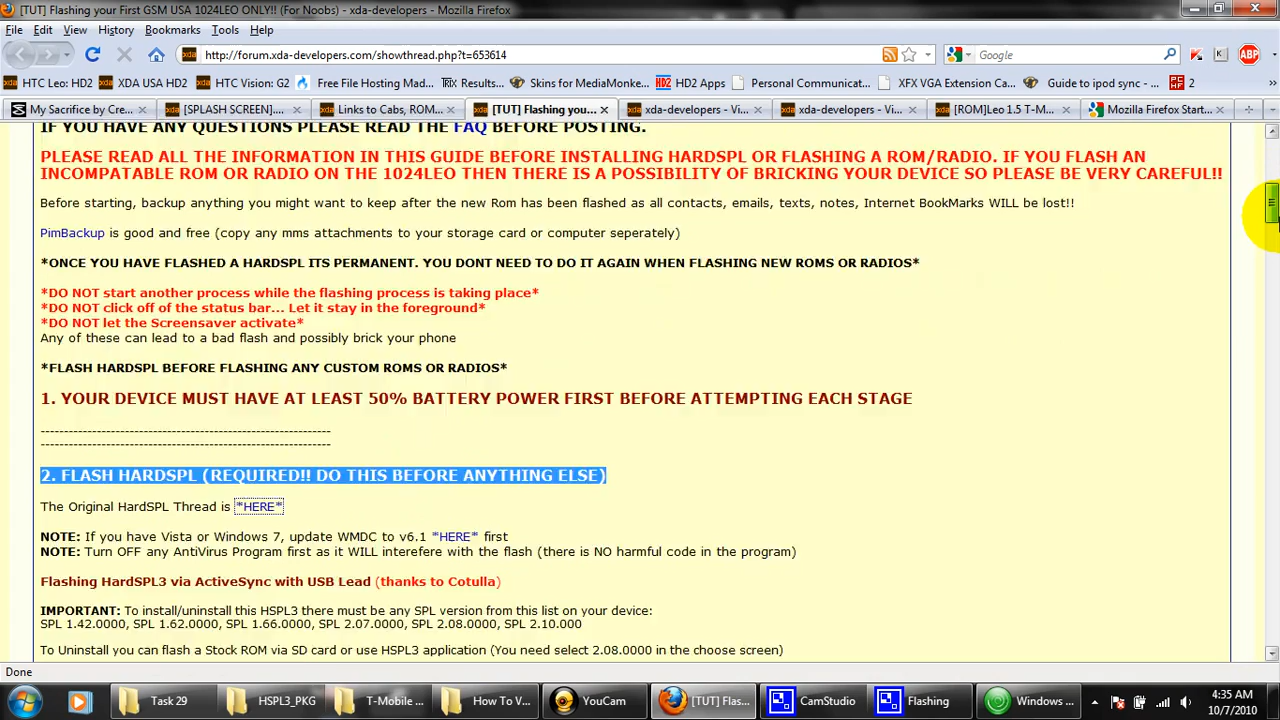 [TUT] Flashing your First GSM USA 1024LEO ONLY!! (For Noobs) - xda-developers - Mozilla Firefox
File Edit View History Bookmarks Tools Help
xda http://forum.xda-developers.com/showthread.php?t=653614 Google ABP
HTC Leo: HD2 XDA USA HD2 HTC Vision: G2 Free File Hosting Mad... Results... Skins for MediaMonke... HD2 HD2 Apps Personal Communicat... XFX VGA Extension Ca... Guide to ipod sync - ... PF 2
My Sacrifice by Cre... [SPLASH SCREEN].... Links to Cabs, ROM... [TUT] Flashing you... xda-developers - Vi... xda-developers - Vi... [ROM]Leo 1.5 T-M... Mozilla Firefox Start...
IF YOU HAVE ANY QUESTIONS PLEASE READ THE FAQ BEFORE POSTING.
PLEASE READ ALL THE INFORMATION IN THIS GUIDE BEFORE INSTALLING HARDSPL OR FLASHING A ROM/RADIO. IF YOU FLASH AN
INCOMPATABLE ROM OR RADIO ON THE 1024LEO THEN THERE IS A POSSIBILITY OF BRICKING YOUR DEVICE SO PLEASE BE VERY CAREFUL!!
Before starting, backup anything you might want to keep after the new Rom has been flashed as all contacts, emails, texts, notes, Internet BookMarks WILL be lost!!
PimBackup is good and free (copy any mms attachments to your storage card or computer seperately)
*ONCE YOU HAVE FLASHED A HARDSPL ITS PERMANENT. YOU DONT NEED TO DO IT AGAIN WHEN FLASHING NEW ROMS OR RADIOS*
*DO NOT start another process while the flashing process is taking place*
*DO NOT click off of the status bar... Let it stay in the foreground*
*DO NOT let the Screensaver activate*
Any of these can lead to a bad flash and possibly brick your phone
*FLASH HARDSPL BEFORE FLASHING ANY CUSTOM ROMS OR RADIOS*
1. YOUR DEVICE MUST HAVE AT LEAST 50% BATTERY POWER FIRST BEFORE ATTEMPTING EACH STAGE
--------------------------------------------------------------
--------------------------------------------------------------
2. FLASH HARDSPL (REQUIRED!! DO THIS BEFORE ANYTHING ELSE)
The Original HardSPL Thread is *HERE*
NOTE: If you have Vista or Windows 7, update WMDC to v6.1 *HERE* first
NOTE: Turn OFF any AntiVirus Program first as it WILL interefere with the flash (there is NO harmful code in the program)
Flashing HardSPL3 via ActiveSync with USB Lead (thanks to Cotulla)
IMPORTANT: To install/uninstall this HSPL3 there must be any SPL version from this list on your device:
SPL 1.42.0000, SPL 1.62.0000, SPL 1.66.0000, SPL 2.07.0000, SPL 2.08.0000, SPL 2.10.000
To Uninstall you can flash a Stock ROM via SD card or use HSPL3 application (You need select 2.08.0000 in the choose screen)
Done
Task 29 HSPL3_PKG T-Mobile ... How To V... YouCam [TUT] Flas... CamStudio Flashing Windows ... 4:35 AM
10/7/2010